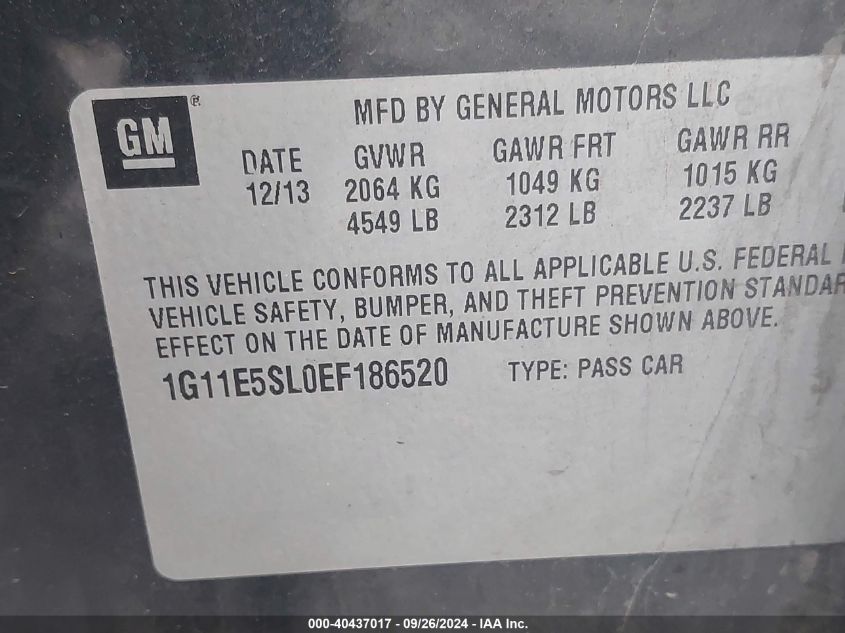 GM ®
MFD BY GENERAL MOTORS LLC
DATE GVWR GAWR FRT GAWR RR
12/13 2064 KG 1049 KG 1015 KG
4549 LB 2312 LB 2237 LB
THIS VEHICLE CONFORMS TO ALL APPLICABLE U.S. FEDERAL
VEHICLE SAFETY, BUMPER, AND THEFT PREVENTION STANDAR
EFFECT ON THE DATE OF MANUFACTURE SHOWN ABOVE.
1G11E5SL0EF186520 TYPE: PASS CAR
000-40437017 - 09/26/2024 - IAA Inc.